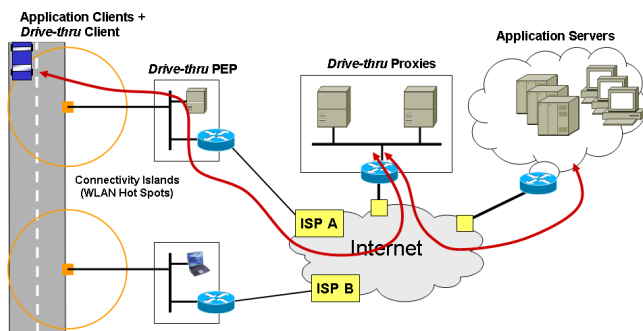 Application Clients +
Drive-thru Client
Drive-thru PEP
Drive-thru Proxies
Application Servers
Connectivity Islands
(WLAN Hot Spots)
ISP A
Internet
ISP B